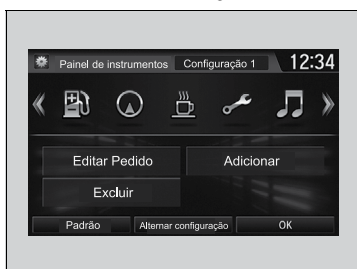 Painel de instrumentos Configuração 1 12:34
Editar Pedido Adicionar
Excluir
Padrão Alternar configuração OK